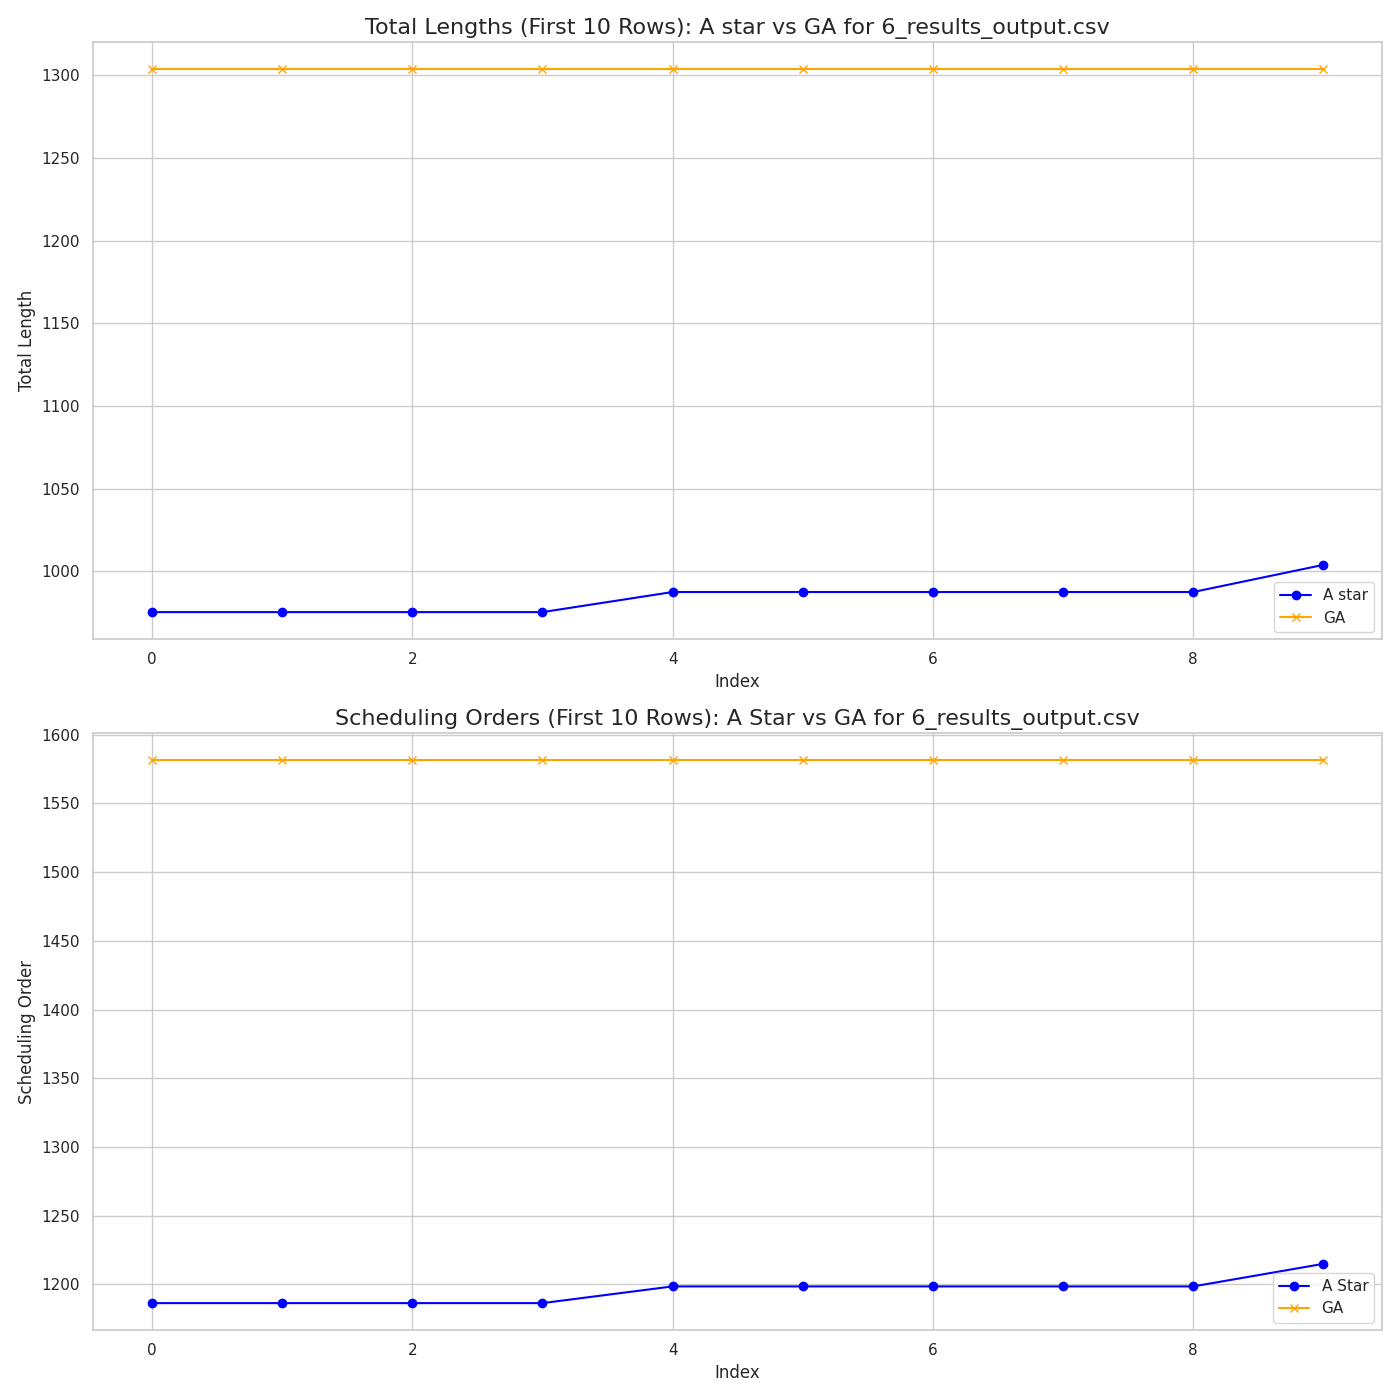 Total Lengths (First 10 Rows): A star vs GA for 6_results_output.csv
1300
1250
1200
1150
1100
1050
1000
Total Length
A star
GA
0 2 4 6 8
Index
Scheduling Orders (First 10 Rows): A Star vs GA for 6_results_output.csv
1600
1550
1500
1450
1400
1350
1300
1250
1200
Scheduling Order
A Star
GA
0 2 4 6 8
Index